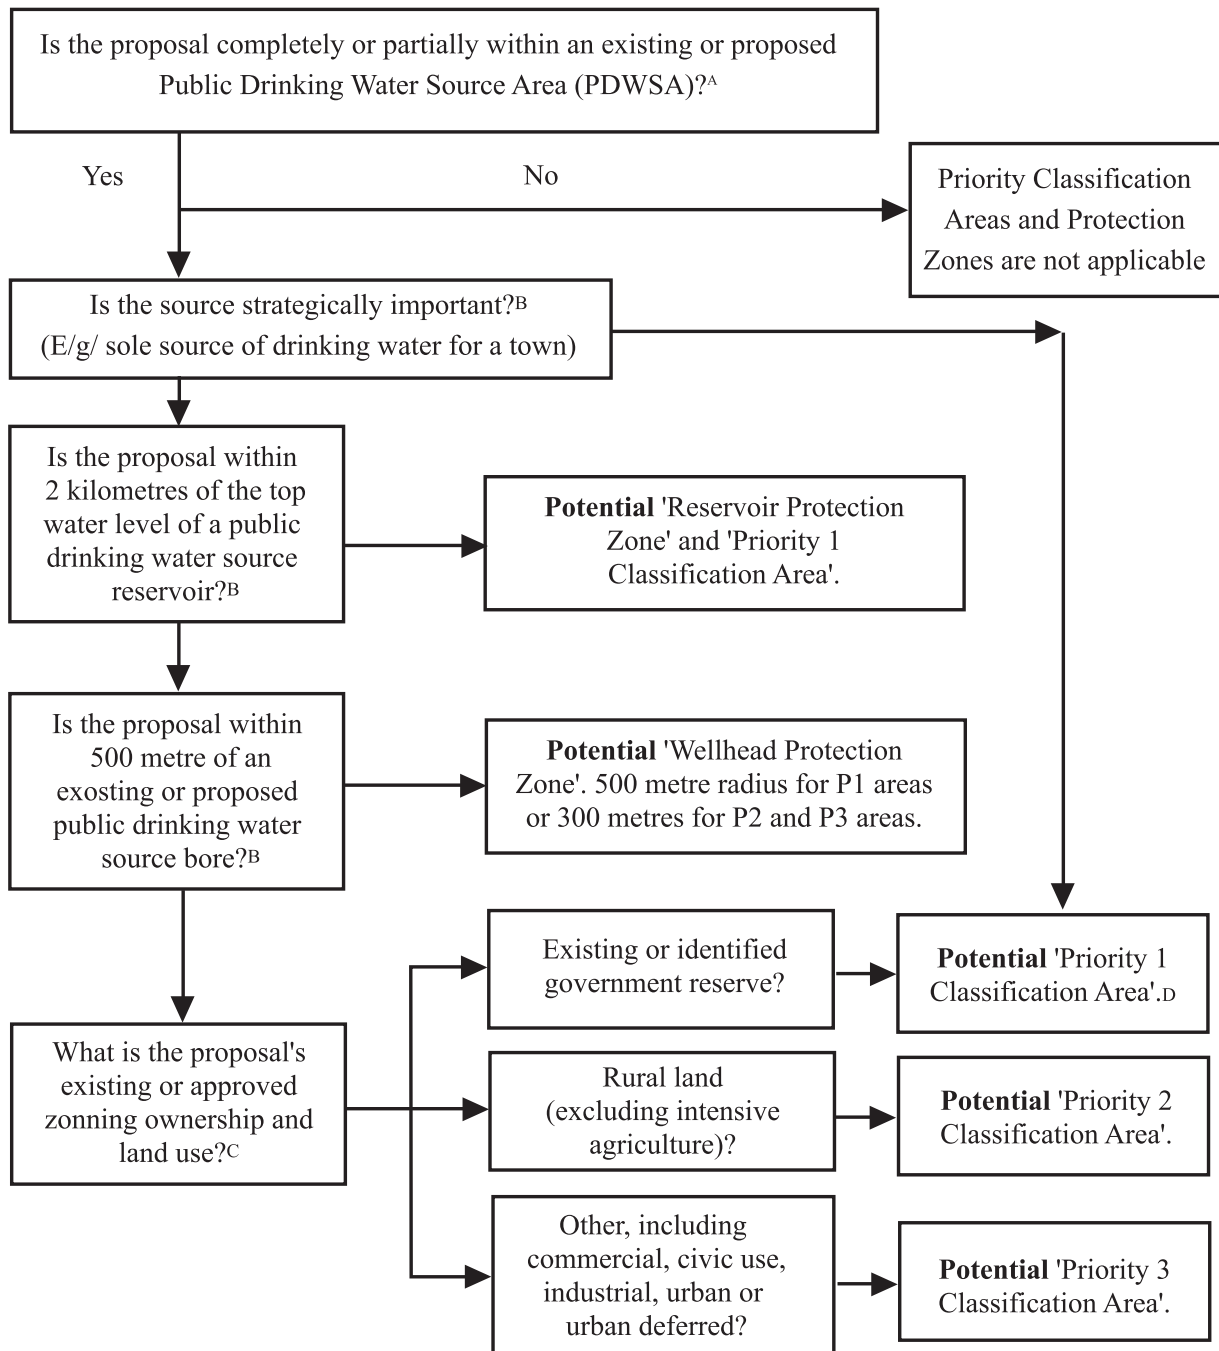 Is the proposal completely or partially within an existing or proposed
Public Drinking Water Source Area (PDWSA)?A
Yes
No
Priority Classification
Areas and Protection
Zones are not applicable
Is the source strategically important?B
(E/g/ sole source of drinking water for a town)
Is the proposal within
2 kilometres of the top
water level of a public
drinking water source
reservoir?B
Potential 'Reservoir Protection
Zone' and 'Priority 1
Classification Area'.
Is the proposal within
500 metre of an
exosting or proposed
public drinking water
source bore?B
Potential 'Wellhead Protection
Zone'. 500 metre radius for P1 areas
or 300 metres for P2 and P3 areas.
What is the proposal's
existing or approved
zonning ownership and
land use?C
Existing or identified
government reserve?
Potential 'Priority 1
Classification Area'.D
Rural land
(excluding intensive
agriculture)?
Potential 'Priority 2
Classification Area'.
Other, including
commercial, civic use,
industrial, urban or
urban deferred?
Potential 'Priority 3
Classification Area'.